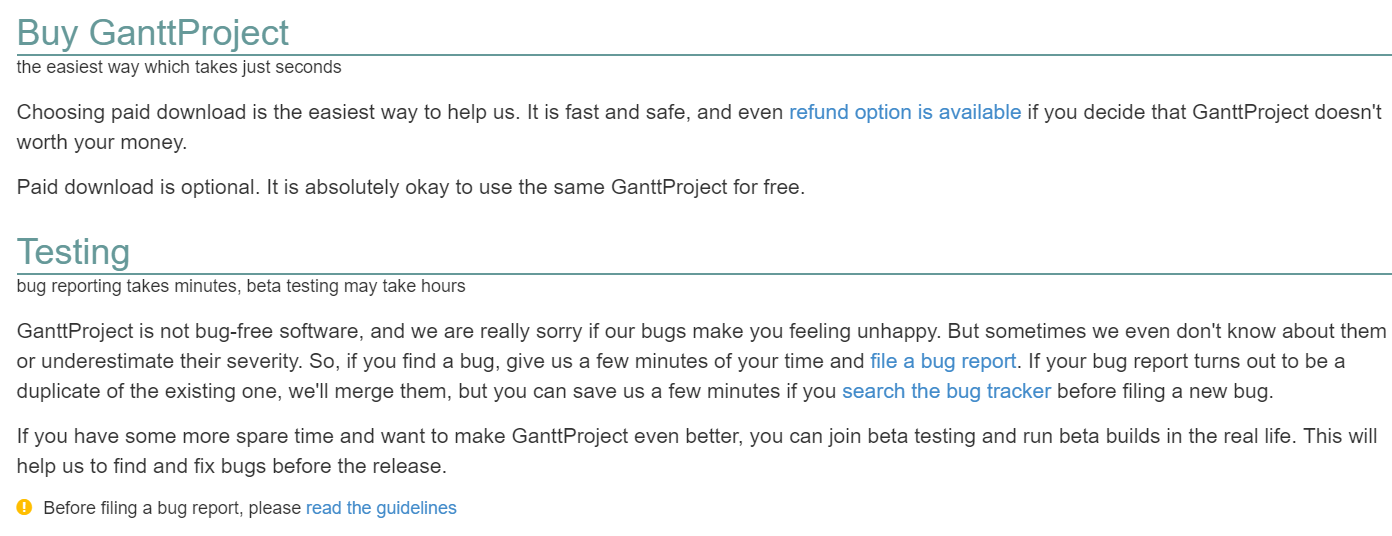 Buy GanttProject
the easiest way which takes just seconds
Choosing paid download is the easiest way to help us. It is fast and safe, and even refund option is available if you decide that GanttProject doesn't
worth your money.
Paid download is optional. It is absolutely okay to use the same GanttProject for free.
Testing
bug reporting takes minutes, beta testing may take hours
GanttProject is not bug-free software, and we are really sorry if our bugs make you feeling unhappy. But sometimes we even don't know about them
or underestimate their severity. So, if you find a bug, give us a few minutes of your time and file a bug report. If your bug report turns out to be a
duplicate of the existing one, we'll merge them, but you can save us a few minutes if you search the bug tracker before filing a new bug.
If you have some more spare time and want to make GanttProject even better, you can join beta testing and run beta builds in the real life. This will
help us to find and fix bugs before the release.
Before filing a bug report, please read the guidelines